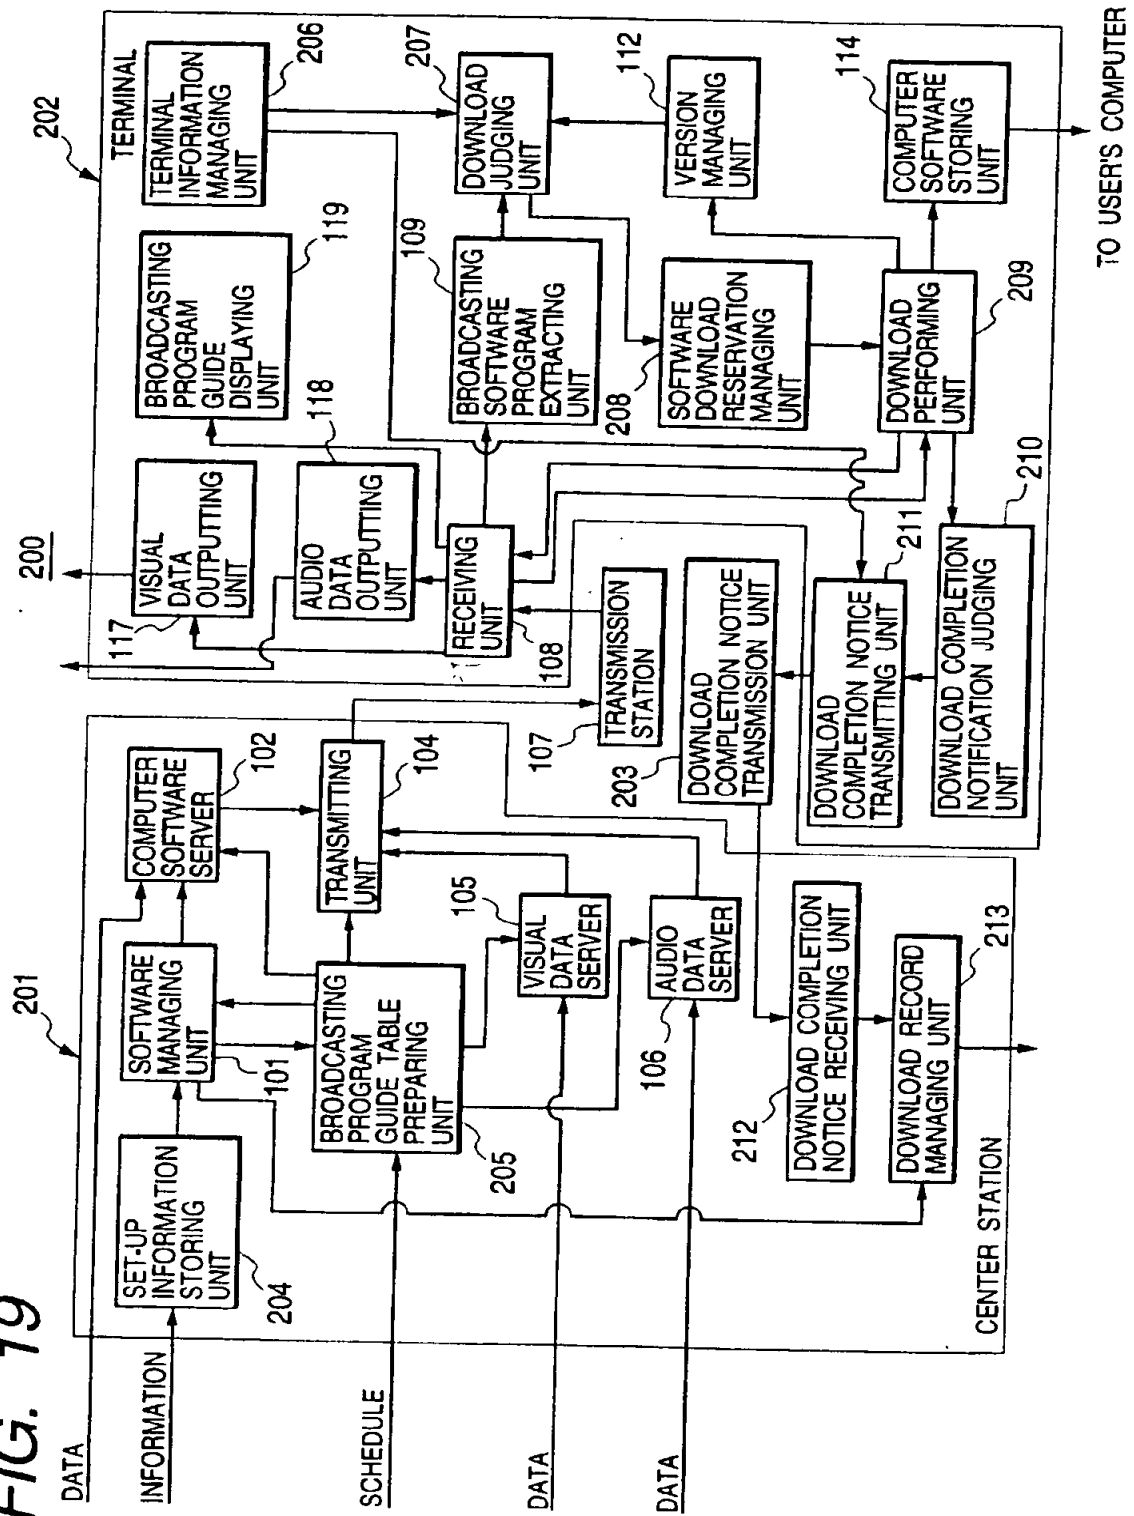 FIG. 19
200
DATA
INFORMATION
SCHEDULE
DATA
DATA
201
SET-UP
INFORMATION
STORING
UNIT
204
SOFTWARE
MANAGING
UNIT
101
COMPUTER
SOFTWARE
SERVER
102
BROADCASTING
PROGRAM
GUIDE TABLE
PREPARING
UNIT
205
TRANSMITTING
UNIT
104
VISUAL
DATA
SERVER
105
AUDIO
DATA
SERVER
106
DOWNLOAD COMPLETION
NOTICE RECEIVING UNIT
212
DOWNLOAD RECORD
MANAGING UNIT
213
CENTER STATION
TRANSMISSION
STATION
107
DOWNLOAD
COMPLETION NOTICE
TRANSMISSION UNIT
203
202
TERMINAL
VISUAL
DATA
OUTPUTTING
UNIT
117
BROADCASTING
PROGRAM
GUIDE
DISPLAYING
UNIT
119
TERMINAL
INFORMATION
MANAGING
UNIT
206
AUDIO
DATA
OUTPUTTING
UNIT
118
RECEIVING
UNIT
108
BROADCASTING
SOFTWARE
PROGRAM
EXTRACTING
UNIT
109
DOWNLOAD
JUDGING
UNIT
207
SOFTWARE
DOWNLOAD
RESERVATION
MANAGING
UNIT
208
VERSION
MANAGING
UNIT
112
DOWNLOAD
PERFORMING
UNIT
209
COMPUTER
SOFTWARE
STORING
UNIT
114
DOWNLOAD
COMPLETION NOTICE
TRANSMITTING UNIT
211
DOWNLOAD COMPLETION
NOTIFICATION JUDGING
UNIT
210
TO USER'S COMPUTER